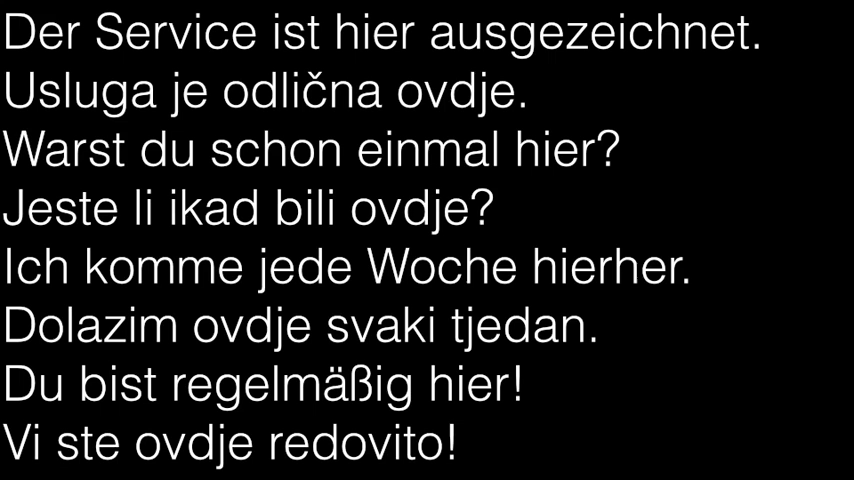 Der Service ist hier ausgezeichnet.
Usluga je odlična ovdje.
Warst du schon einmal hier?
Jeste li ikad bili ovdje?
Ich komme jede Woche hierher.
Dolazim ovdje svaki tjedan.
Du bist regelmäßig hier!
Vi ste ovdje redovito!